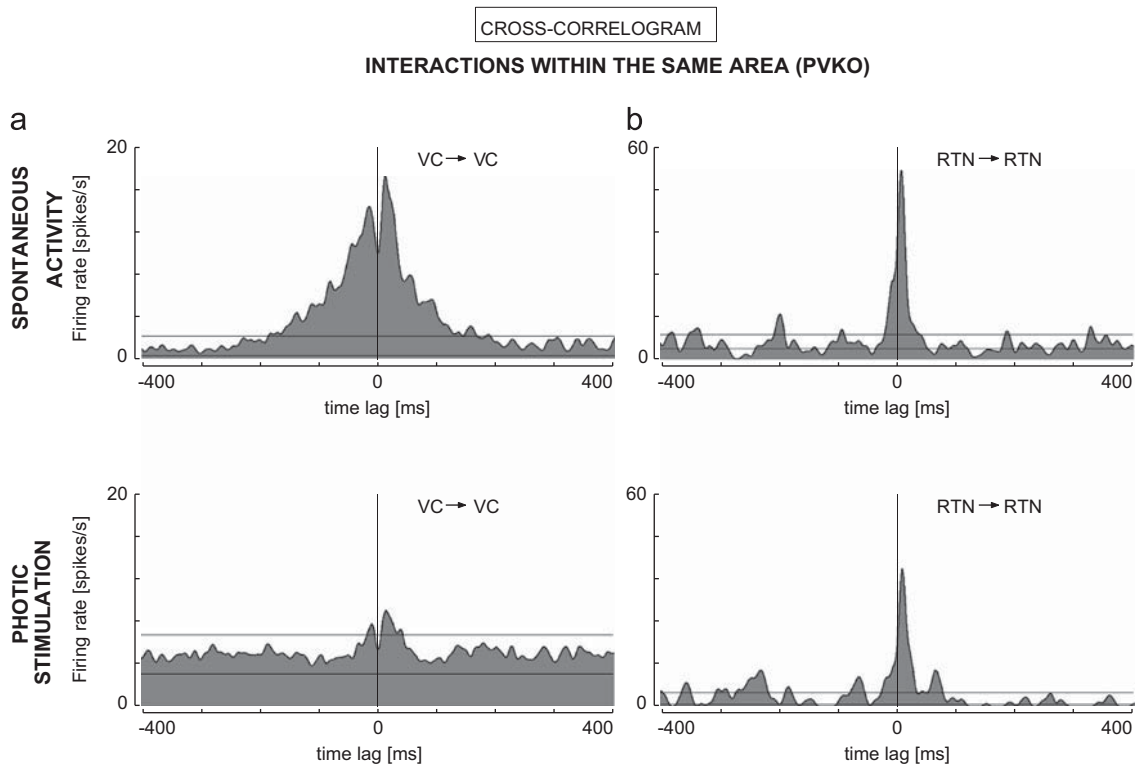 CROSS-CORRELOGRAM
INTERACTIONS WITHIN THE SAME AREA (PVKO)
a
b
SPONTANEOUS
ACTIVITY
Firing rate [spikes/s]
20
0
VC → VC
-400
0
400
time lag [ms]
60
0
RTN → RTN
-400
0
400
time lag [ms]
PHOTIC
STIMULATION
Firing rate [spikes/s]
20
0
VC → VC
-400
0
400
time lag [ms]
60
0
RTN → RTN
-400
0
400
time lag [ms]